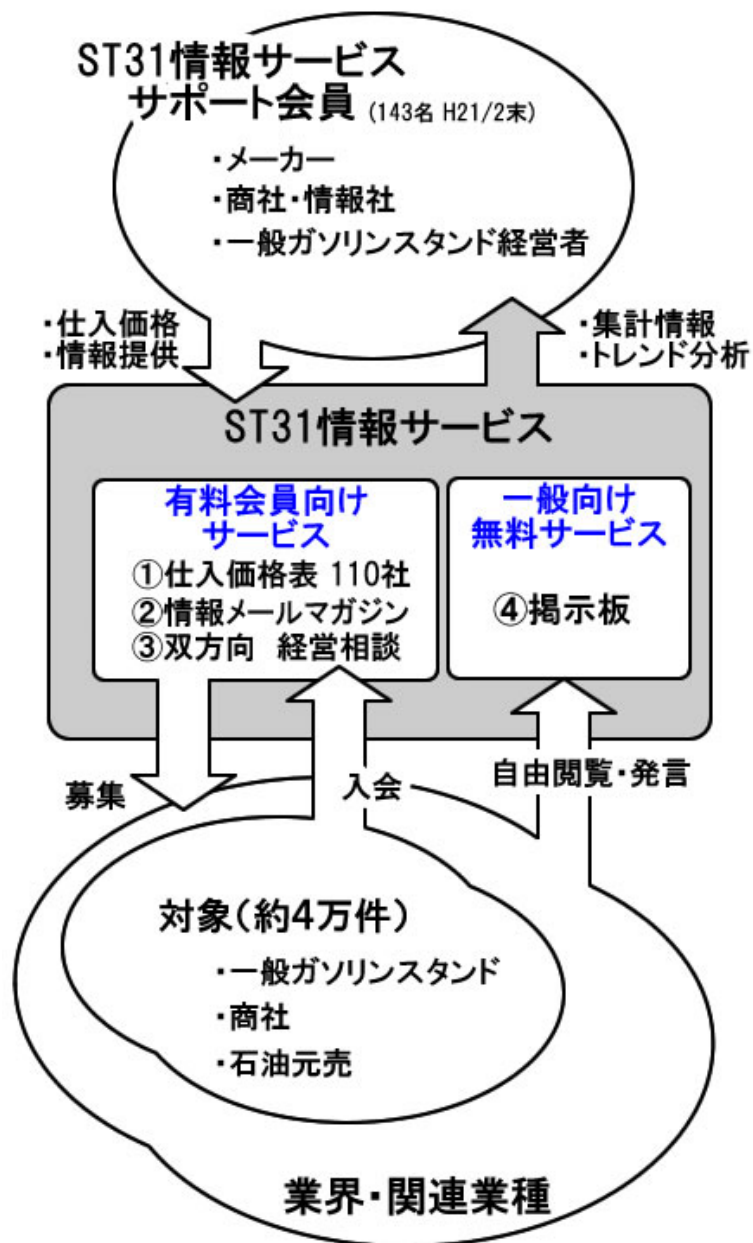 ST31情報サービス
サポート会員 (143名 H21/2末)
・メーカー
・商社・情報社
・一般ガソリンスタンド経営者
・仕入価格
・情報提供
・集計情報
・トレンド分析
ST31情報サービス
有料会員向け
サービス
①仕入価格表 110社
②情報メールマガジン
③双方向 経営相談
一般向け
無料サービス
④掲示板
募集
入会
自由閲覧・発言
対象(約4万件)
・一般ガソリンスタンド
・商社
・石油元売
業界・関連業種